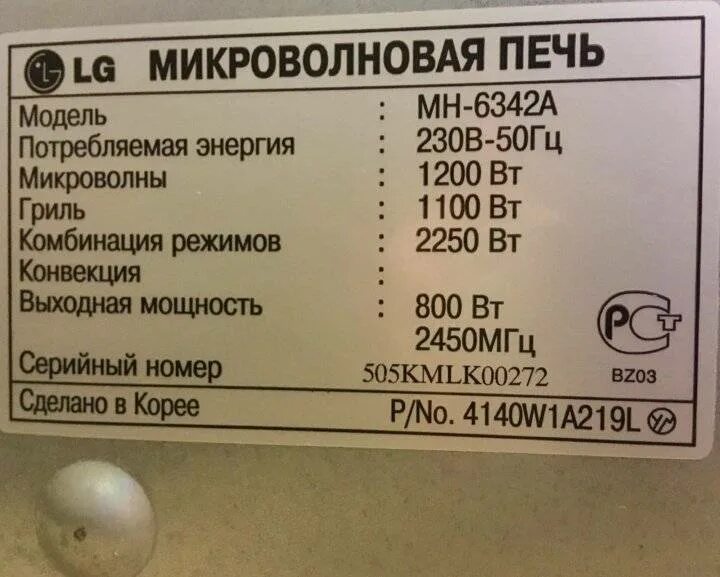 LG МИКРОВОЛНОВАЯ ПЕЧЬ
Модель : MH-6342A
Потребляемая энергия : 230В-50Гц
Микроволны : 1200 Вт
Гриль : 1100 Вт
Комбинация режимов : 2250 Вт
Конвекция :
Выходная мощность : 800 Вт
2450МГц
Серийный номер 505KMLK00272
РСТ
BZ03
Сделано в Корее P/No. 4140W1A219L